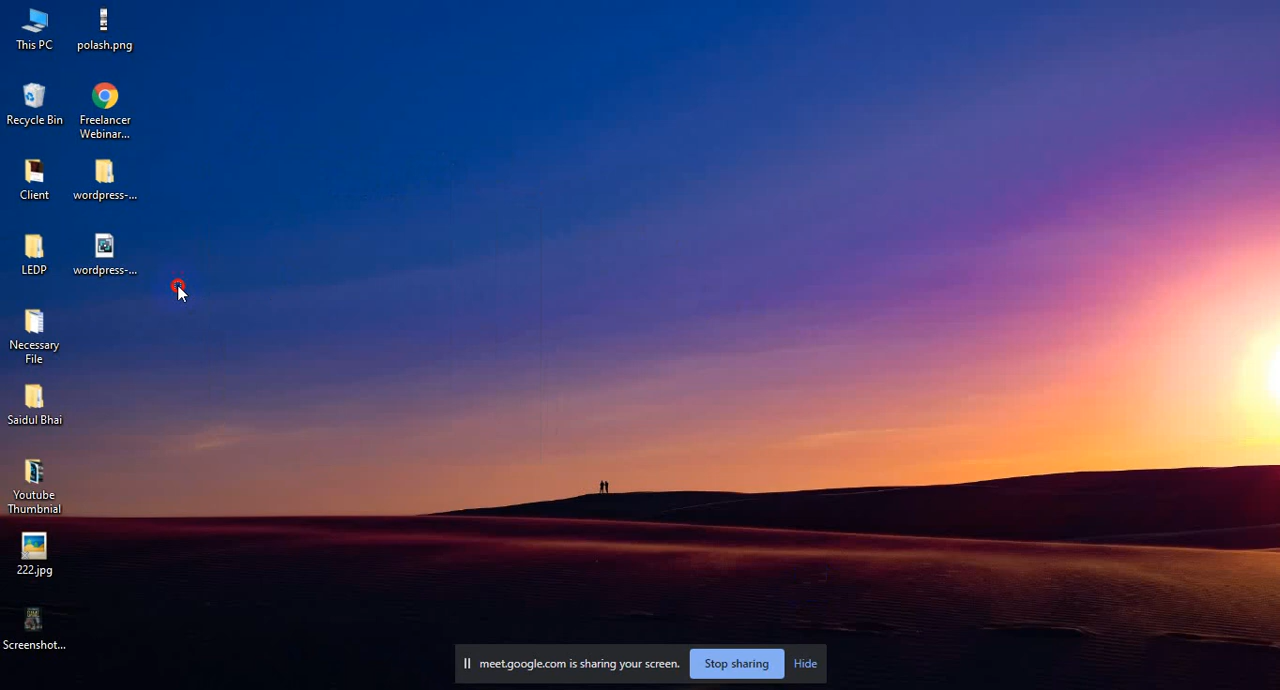 This PC
polash.png
Recycle Bin
Freelancer
Webinar...
Client
wordpress-...
LEDP
wordpress-...
Necessary
File
Saidul Bhai
Youtube
Thumbnial
222.jpg
Screenshot...
meet.google.com is sharing your screen.
Stop sharing
Hide